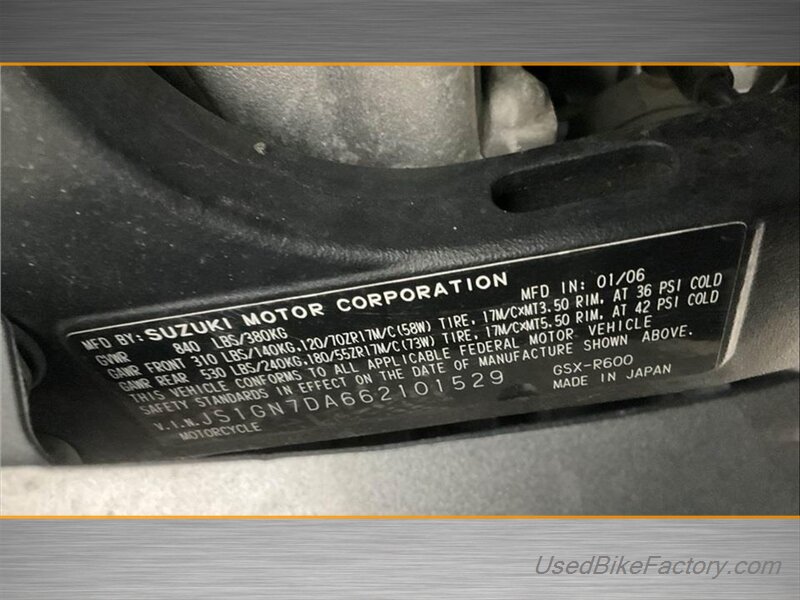 MFD BY: SUZUKI MOTOR CORPORATION MFD IN: 01/06
GVWR 840 LBS/380KG
GAWR FRONT 310 LBS/140KG,120/70ZR17M/C(58W) TIRE, 17M/CxMT3.50 RIM, AT 36 PSI COLD
GAWR REAR 530 LBS/240KG,180/55ZR17M/C(73W) TIRE, 17M/CxMT5.50 RIM, AT 42 PSI COLD
THIS VEHICLE CONFORMS TO ALL APPLICABLE FEDERAL MOTOR VEHICLE
SAFETY STANDARDS IN EFFECT ON THE DATE OF MANUFACTURE SHOWN ABOVE.
V.I.N. JS1GN7DA662101529 GSX-R600
MOTORCYCLE MADE IN JAPAN
UsedBikeFactory.com